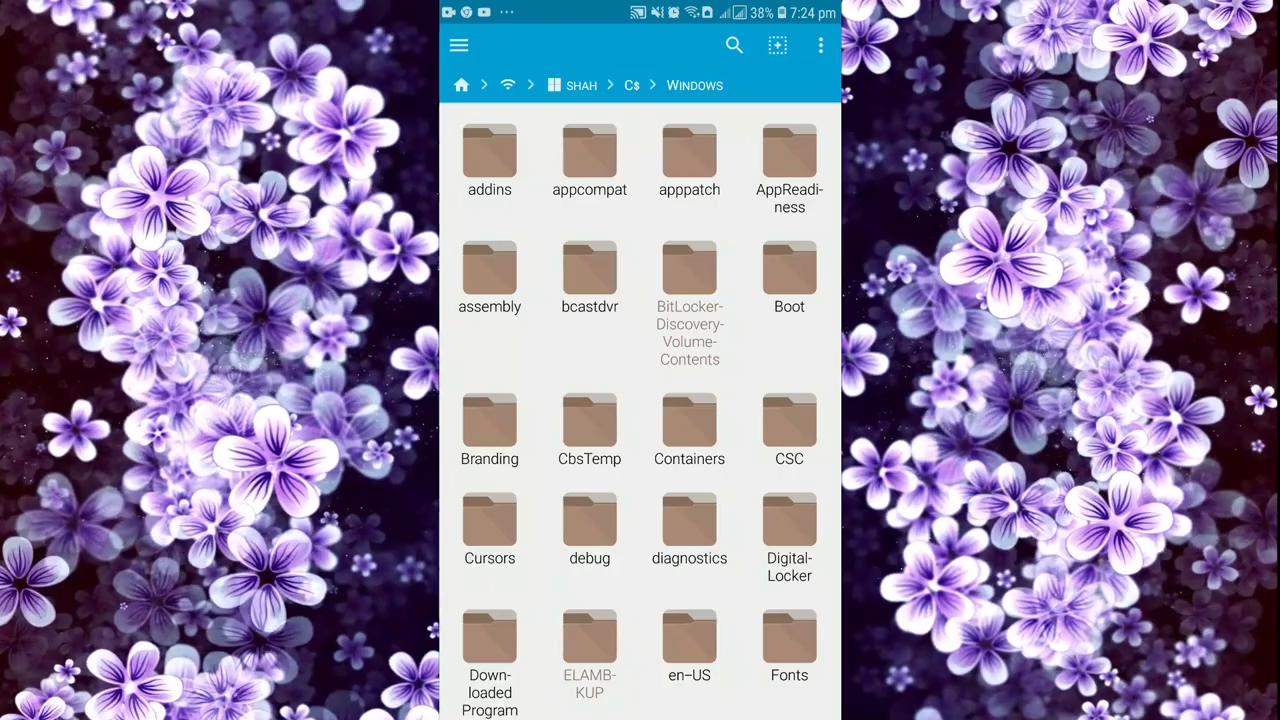 38% 7:24 pm
SHAH C$ WINDOWS
addins appcompat apppatch AppReadi-
ness
assembly bcastdvr BitLocker- Boot
Discovery-
Volume-
Contents
Branding CbsTemp Containers CSC
Cursors debug diagnostics Digital-
Locker
Down- ELAMB- en-US Fonts
loaded KUP
Program